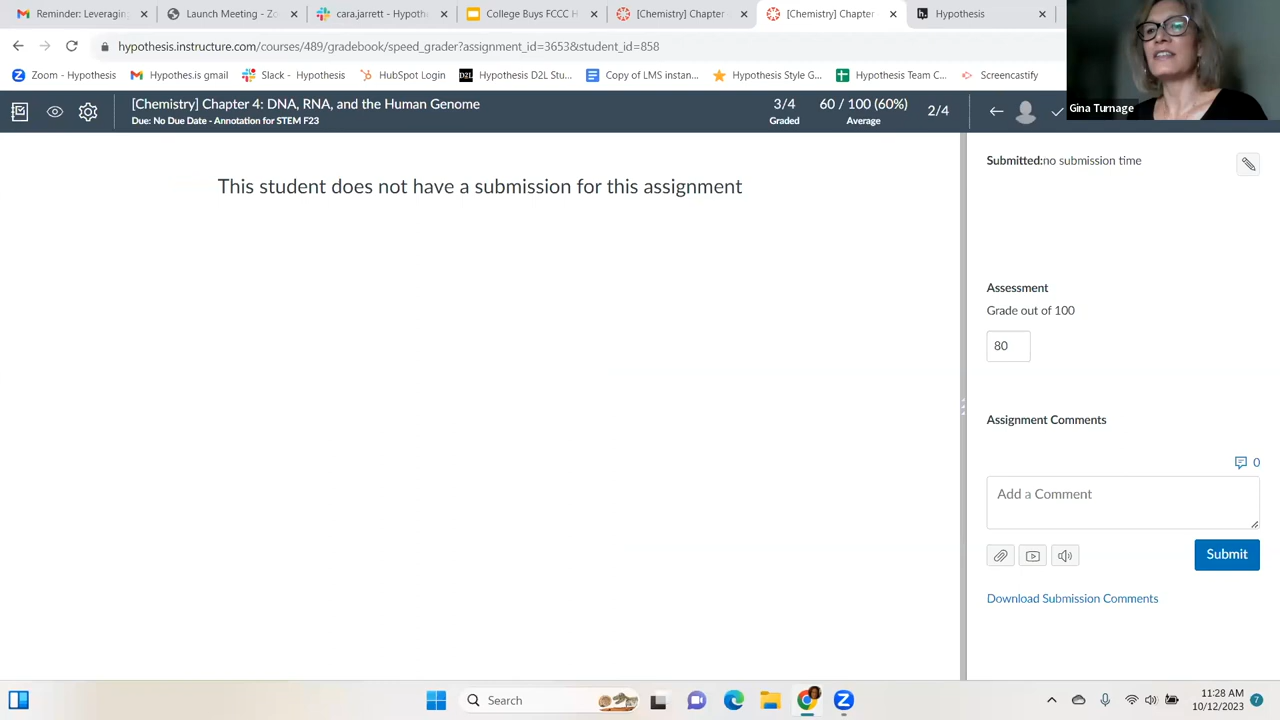 Reminder: Leveraging
Launch Meeting - Zo
cara.jarrett - Hypoth
College Buys FCCC H
[Chemistry] Chapter
[Chemistry] Chapter
Hypothesis
hypothesis.instructure.com/courses/489/gradebook/speed_grader?assignment_id=3653&student_id=858
Zoom - Hypothesis
Hypothes.is gmail
Slack - Hypothesis
HubSpot Login
D2L
Hypothesis D2L Stu...
Copy of LMS instan...
Hypothesis Style G...
Hypothesis Team C...
Screencastify
Gina Turnage
[Chemistry] Chapter 4: DNA, RNA, and the Human Genome
Due: No Due Date - Annotation for STEM F23
3/4
Graded
60 / 100 (60%)
Average
2/4
This student does not have a submission for this assignment
Submitted:no submission time
Assessment
Grade out of 100
80
Assignment Comments
0
Add a Comment
Submit
Download Submission Comments
Search
11:28 AM
10/12/2023
7